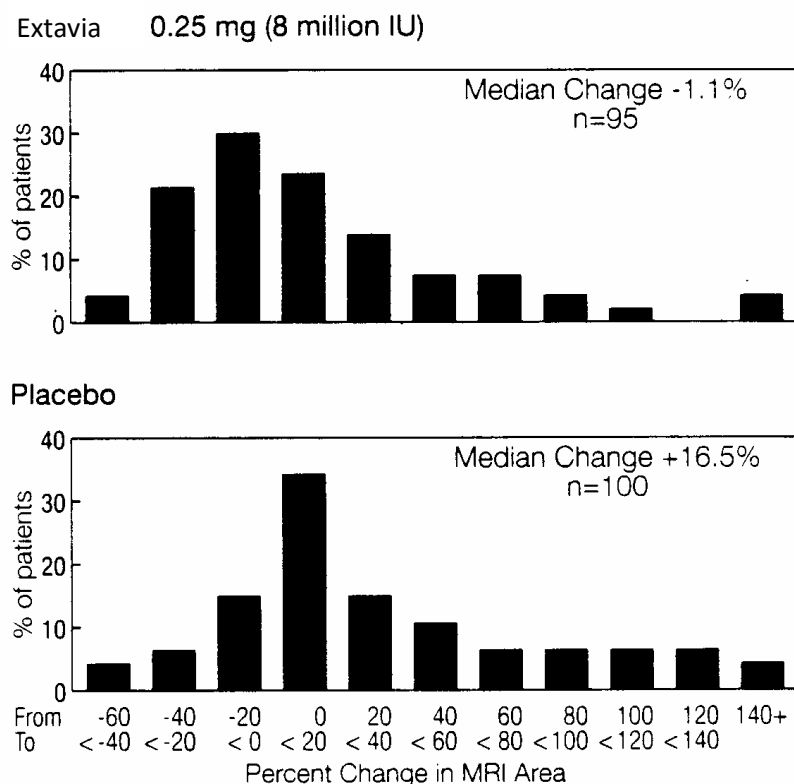 Extavia 0.25 mg (8 million IU)
40
Median Change -1.1%
n=95
30
% of patients
20
10
0
Placebo
40
Median Change +16.5%
n=100
30
% of patients
20
10
0
From -60 -40 -20 0 20 40 60 80 100 120 140+
To < -40 < -20 < 0 < 20 < 40 < 60 < 80 < 100 < 120 < 140
Percent Change in MRI Area